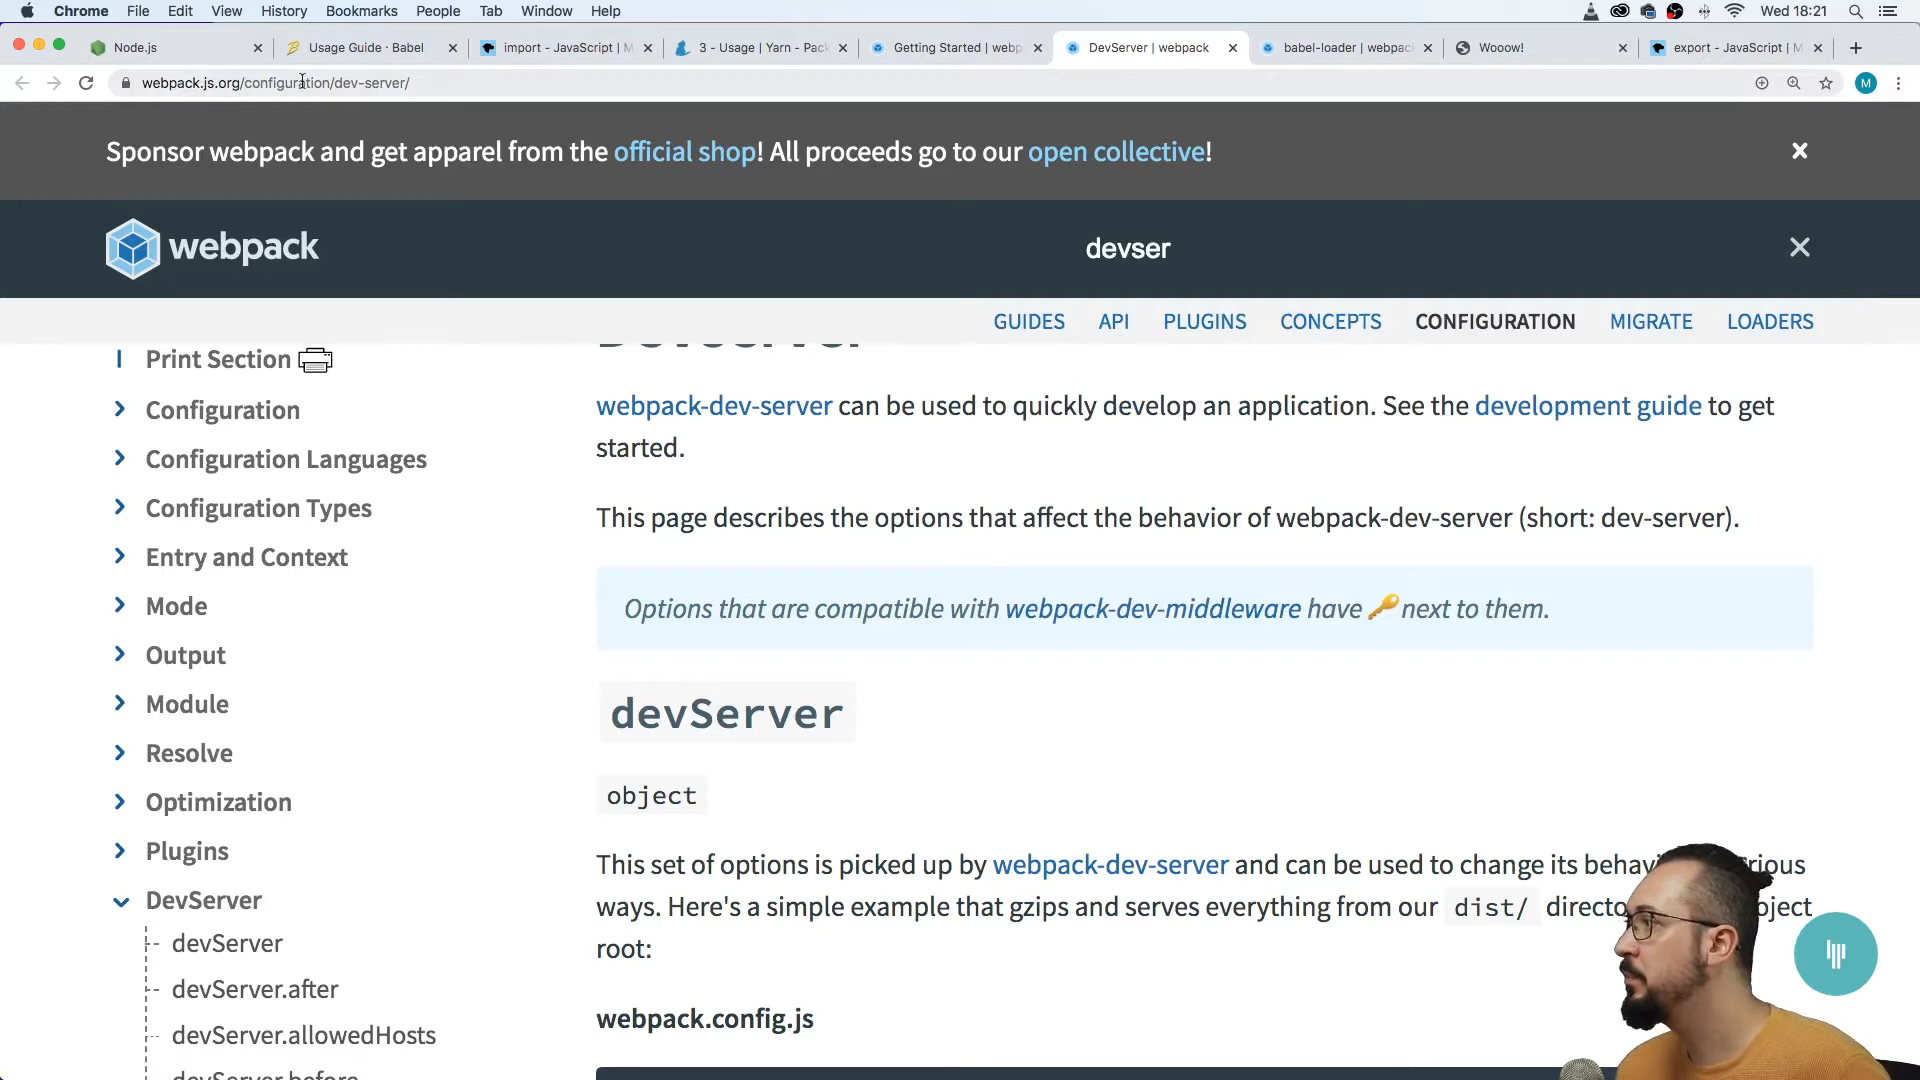 Chrome File Edit View History Bookmarks People Tab Window Help Wed 18:21
Node.js Usage Guide · Babel import - JavaScript | M 3 - Usage | Yarn - Pack Getting Started | webp DevServer | webpack babel-loader | webpac Wooow! export - JavaScript | M
webpack.js.org/configuration/dev-server/ M
Sponsor webpack and get apparel from the official shop! All proceeds go to our open collective!
webpack devser
GUIDES API PLUGINS CONCEPTS CONFIGURATION MIGRATE LOADERS
Print Section
Configuration
Configuration Languages
Configuration Types
Entry and Context
Mode
Output
Module
Resolve
Optimization
Plugins
DevServer
devServer
devServer.after
devServer.allowedHosts
devServer.before
DevServer
webpack-dev-server can be used to quickly develop an application. See the development guide to get
started.
This page describes the options that affect the behavior of webpack-dev-server (short: dev-server).
Options that are compatible with webpack-dev-middleware have 🔑 next to them.
devServer
object
This set of options is picked up by webpack-dev-server and can be used to change its behavi rious
ways. Here's a simple example that gzips and serves everything from our dist/ directo oject
root:
webpack.config.js